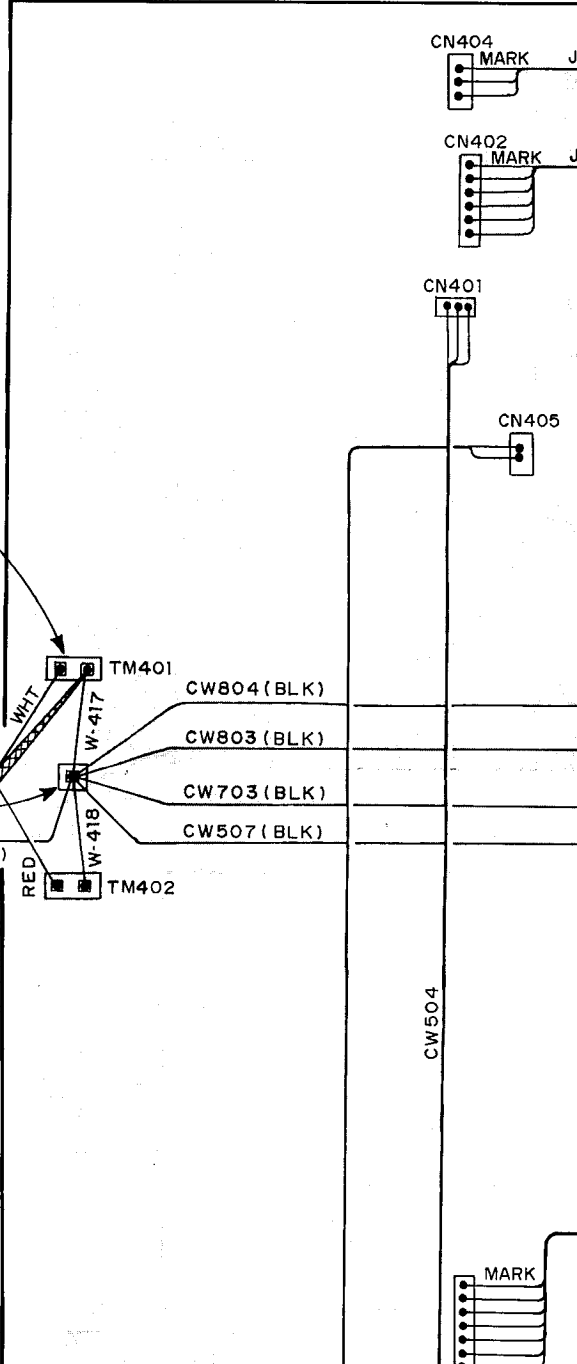 CN404
MARK J
CN402
MARK J
CN401
CN405
TM401
WHT
W-417
CW804(BLK)
CW803(BLK)
CW703(BLK)
CW507(BLK)
W-418
RED
)
TM402
CW504
MARK